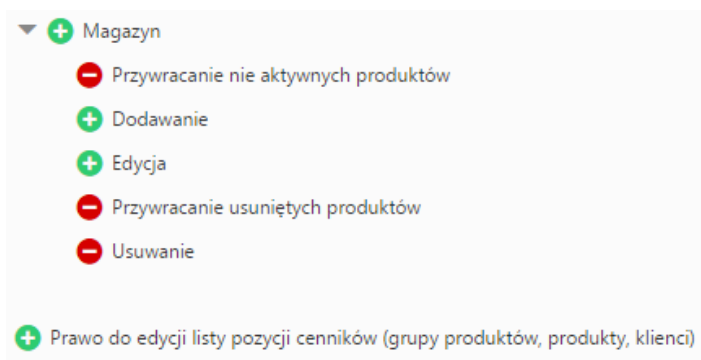 Magazyn
Przywracanie nie aktywnych produktów
Dodawanie
Edycja
Przywracanie usuniętych produktów
Usuwanie
Prawo do edycji listy pozycji cenników (grupy produktów, produkty, klienci)